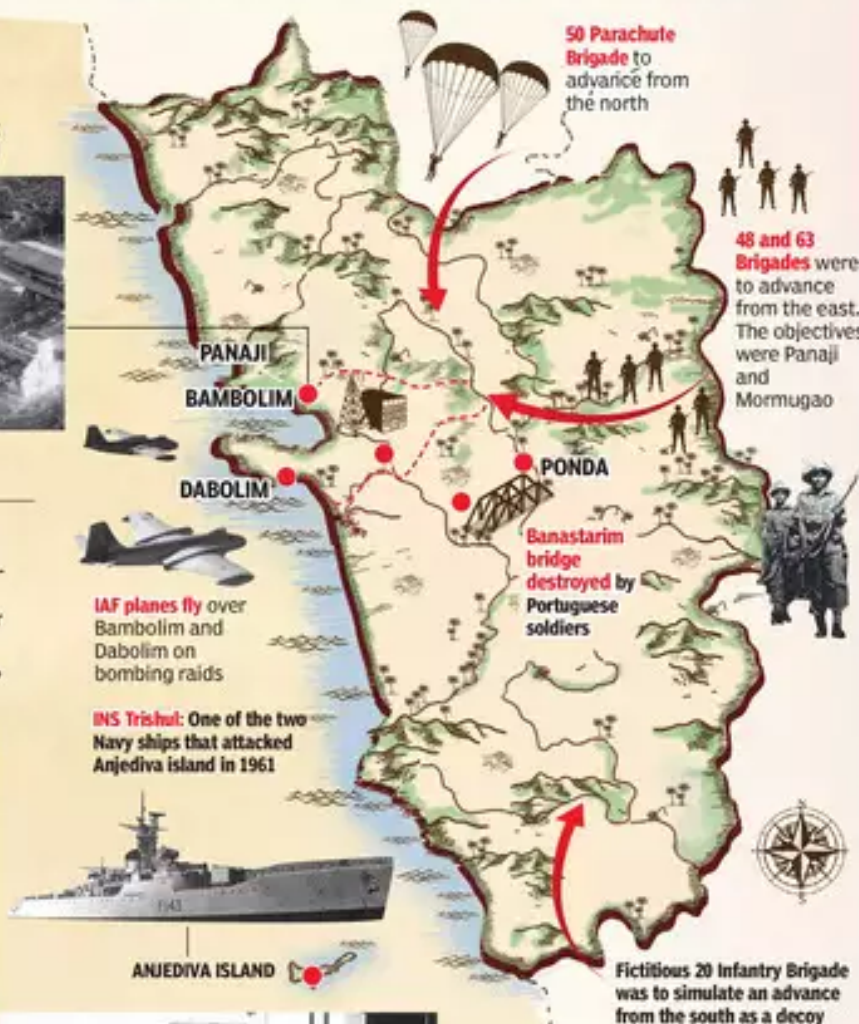 50 Parachute
Brigade to
advance from
the north
48 and 63
Brigades were
to advance
from the east.
The objectives
were Panaji
and
Mormugao
PANAJI
BAMBOLIM
DABOLIM
PONDA
Banastarim
bridge
destroyed by
Portuguese
soldiers
IAF planes fly over
Bambolim and
Dabolim on
bombing raids
INS Trishul: One of the two
Navy ships that attacked
Anjediva island in 1961
F143
ANJEDIVA ISLAND
N
S
Fictitious 20 Infantry Brigade
was to simulate an advance
from the south as a decoy